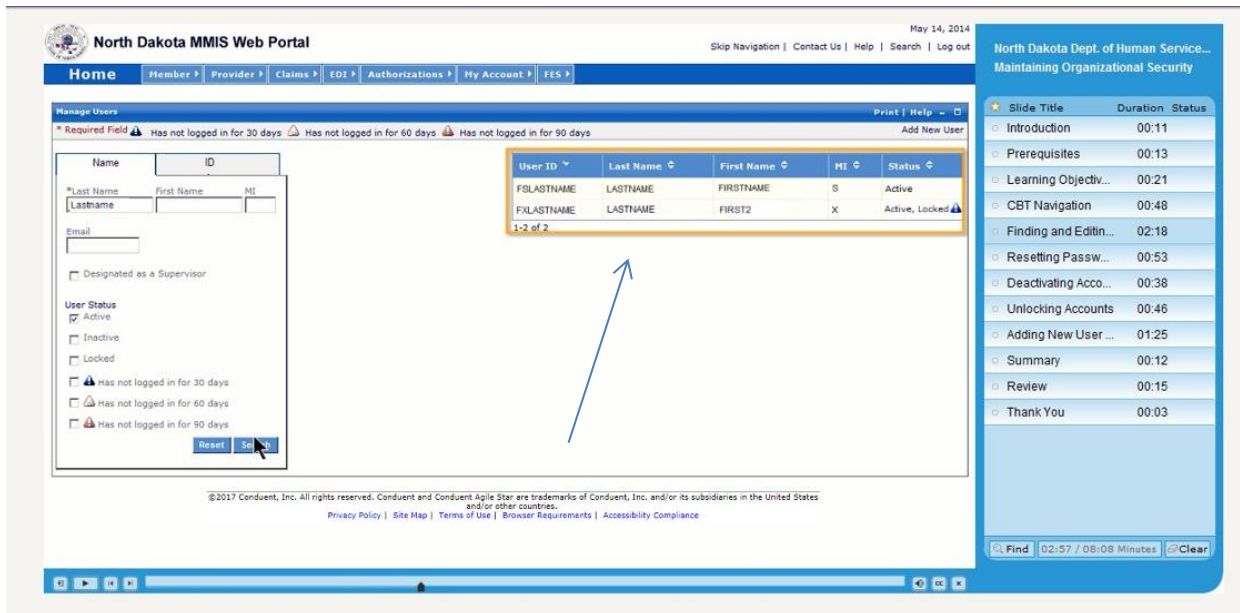 May 14, 2014
North Dakota MMIS Web Portal
Skip Navigation | Contact Us | Help | Search | Log out
Home Member Provider Claims EDI Authorizations My Account FES
Manage Users Print | Help
* Required Field Has not logged in for 30 days Has not logged in for 60 days Has not logged in for 90 days Add New User
Name ID
*Last Name First Name MI
Lastname
Email
Designated as a Supervisor
User Status
Active
Inactive
Locked
Has not logged in for 30 days
Has not logged in for 60 days
Has not logged in for 90 days
Reset
User ID Last Name First Name MI Status
FSLASTNAME LASTNAME FIRSTNAME S Active
FXLASTNAME LASTNAME FIRST2 X Active, Locked
1-2 of 2
©2017 Conduent, Inc. All rights reserved. Conduent and Conduent Agile Star are trademarks of Conduent, Inc. and/or its subsidiaries in the United States
and/or other countries.
Privacy Policy | Site Map | Terms of Use | Browser Requirements | Accessibility Compliance
North Dakota Dept. of Human Service...
Maintaining Organizational Security
Slide Title Duration Status
Introduction 00:11
Prerequisites 00:13
Learning Objectiv... 00:21
CBT Navigation 00:48
Finding and Editin... 02:18
Resetting Passw... 00:53
Deactivating Acco... 00:38
Unlocking Accounts 00:46
Adding New User ... 01:25
Summary 00:12
Review 00:15
Thank You 00:03
Find 02:57 / 08:08 Minutes Clear
CC